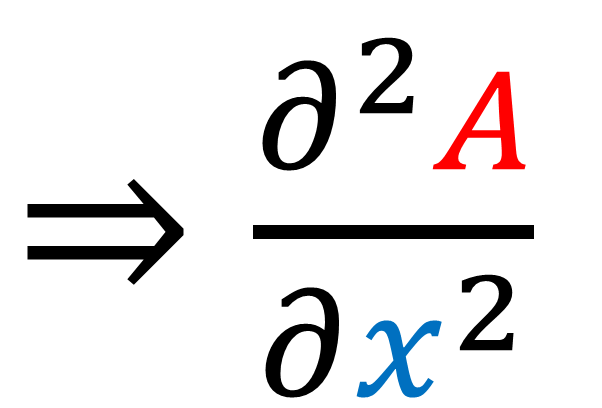 ⇒ ∂²A
∂x²